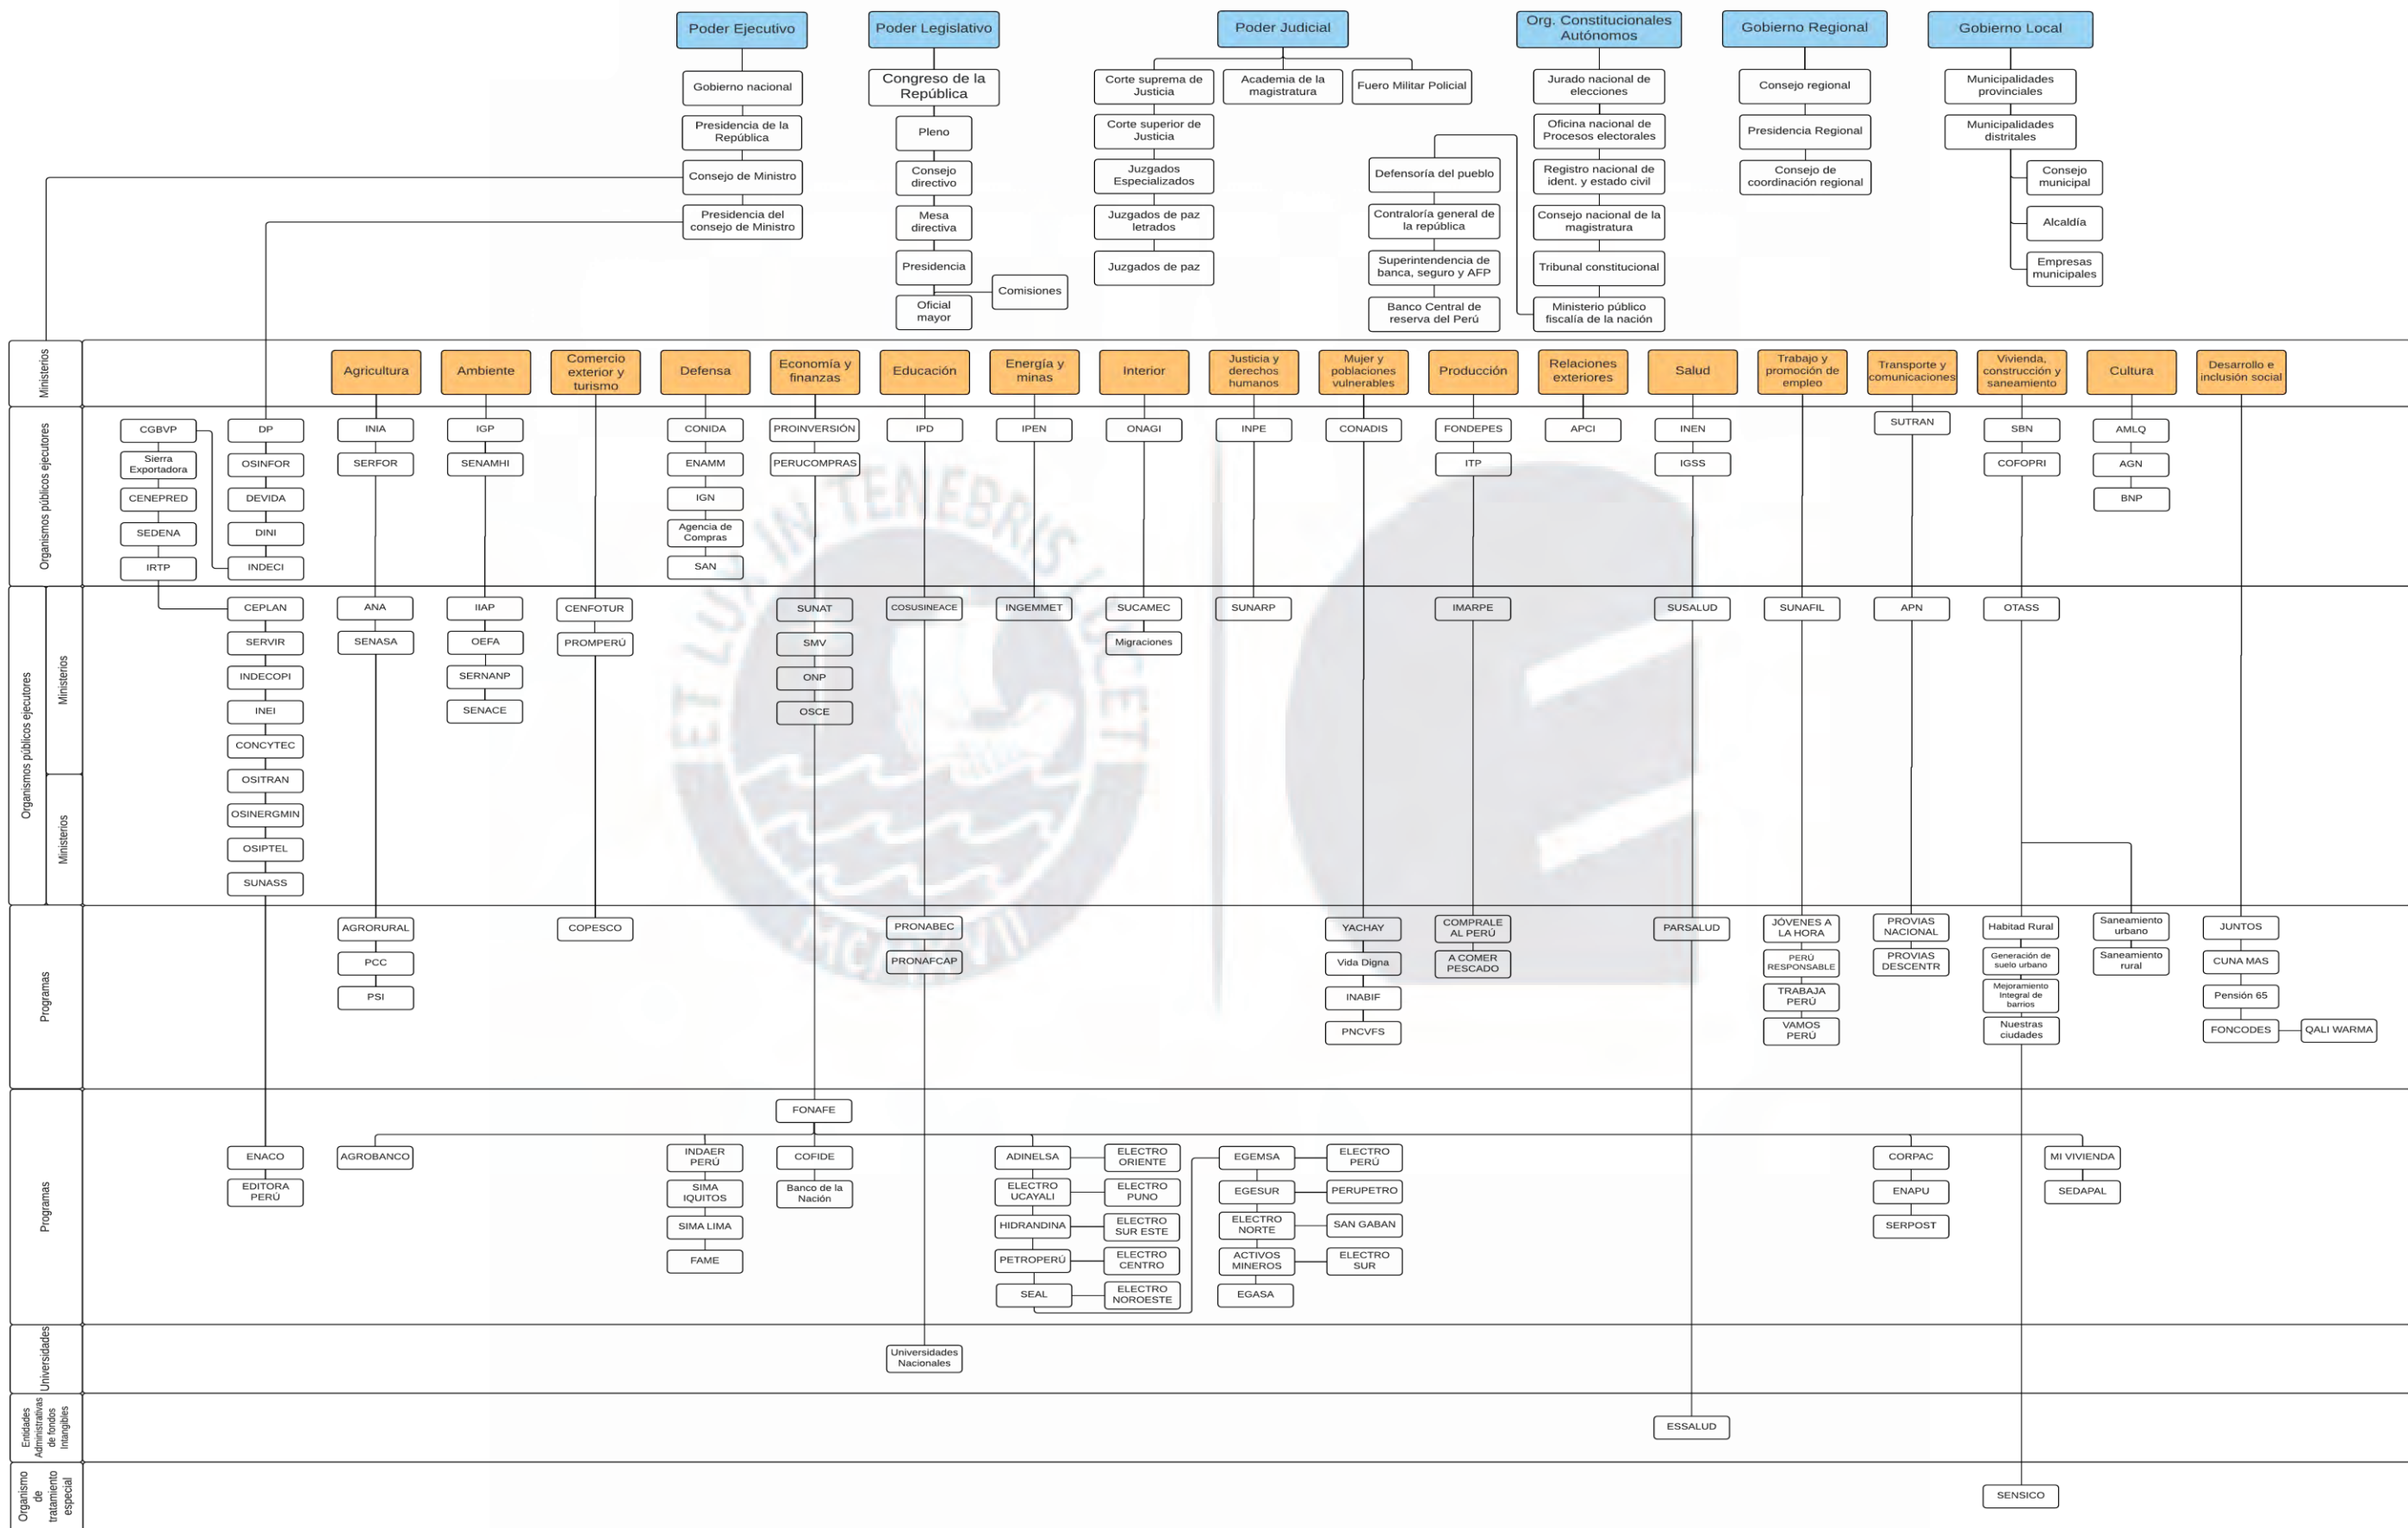 Poder Ejecutivo
Poder Legislativo
Poder Judicial
Org. Constitucionales
Autónomos
Gobierno Regional
Gobierno Local
Gobierno nacional
Presidencia de la
República
Consejo de Ministro
Presidencia del
consejo de Ministro
Congreso de la
República
Pleno
Consejo
directivo
Mesa
directiva
Presidencia
Comisiones
Oficial
mayor
Corte suprema de
Justicia
Academia de la
magistratura
Fuero Militar Policial
Corte superior de
Justicia
Juzgados
Especializados
Juzgados de paz
letrados
Juzgados de paz
Defensoría del pueblo
Contraloría general de
la república
Superintendencia de
banca, seguro y AFP
Banco Central de
reserva del Perú
Jurado nacional de
elecciones
Oficina nacional de
Procesos electorales
Registro nacional de
ident. y estado civil
Consejo nacional de la
magistratura
Tribunal constitucional
Ministerio público
fiscalía de la nación
Consejo regional
Presidencia Regional
Consejo de
coordinación regional
Municipalidades
provinciales
Municipalidades
distritales
Consejo
municipal
Alcaldía
Empresas
municipales
Ministerios
Agricultura
Ambiente
Comercio
exterior y
turismo
Defensa
Economía y
finanzas
Educación
Energía y
minas
Interior
Justicia y
derechos
humanos
Mujer y
poblaciones
vulnerables
Producción
Relaciones
exteriores
Salud
Trabajo y
promoción de
empleo
Transporte y
comunicaciones
Vivienda,
construcción y
saneamiento
Cultura
Desarrollo e
inclusión social
Organismos públicos ejecutores
CGBVP
Sierra
Exportadora
CENEPRED
SEDENA
IRTP
DP
OSINFOR
DEVIDA
DINI
INDECI
INIA
SERFOR
IGP
SENAMHI
CONIDA
ENAMM
IGN
Agencia de
Compras
SAN
PROINVERSIÓN
PERUCOMPRAS
IPD
IPEN
ONAGI
INPE
CONADIS
FONDEPES
ITP
APCI
INEN
IGSS
SUTRAN
SBN
COFOPRI
AMLQ
AGN
BNP
Organismos públicos ejecutores
Ministerios
Ministerios
CEPLAN
SERVIR
INDECOPI
INEI
CONCYTEC
OSITRAN
OSINERGMIN
OSIPTEL
SUNASS
ANA
SENASA
IIAP
OEFA
SERNANP
SENACE
CENFOTUR
PROMPERÚ
SUNAT
SMV
ONP
OSCE
COSUSINEACE
INGEMMET
SUCAMEC
Migraciones
SUNARP
IMARPE
SUSALUD
SUNAFIL
APN
OTASS
Programas
AGRORURAL
PCC
PSI
COPESCO
PRONABEC
PRONAFCAP
YACHAY
Vida Digna
INABIF
PNCVFS
COMPRALE
AL PERÚ
A COMER
PESCADO
PARSALUD
JÓVENES A
LA HORA
PERÚ
RESPONSABLE
TRABAJA
PERÚ
VAMOS
PERÚ
PROVIAS
NACIONAL
PROVIAS
DESCENTR
Habitad Rural
Generación de
suelo urbano
Mejoramiento
Integral de
barrios
Nuestras
ciudades
Saneamiento
urbano
Saneamiento
rural
JUNTOS
CUNA MAS
Pensión 65
FONCODES
QALI WARMA
Programas
FONAFE
ENACO
EDITORA
PERÚ
AGROBANCO
INDAER
PERÚ
SIMA
IQUITOS
SIMA LIMA
FAME
COFIDE
Banco de la
Nación
ADINELSA
ELECTRO
ORIENTE
ELECTRO
UCAYALI
ELECTRO
PUNO
HIDRANDINA
ELECTRO
SUR ESTE
PETROPERÚ
ELECTRO
CENTRO
SEAL
ELECTRO
NOROESTE
EGEMSA
ELECTRO
PERÚ
EGESUR
PERUPETRO
ELECTRO
NORTE
SAN GABAN
ACTIVOS
MINEROS
ELECTRO
SUR
EGASA
CORPAC
ENAPU
SERPOST
MI VIVIENDA
SEDAPAL
Universidades
Universidades
Nacionales
Entidades
Administrativas
de fondos
Intangibles
ESSALUD
Organismo
de
tratamiento
especial
SENSICO
ET LUX IN TENEBRIS LUCET